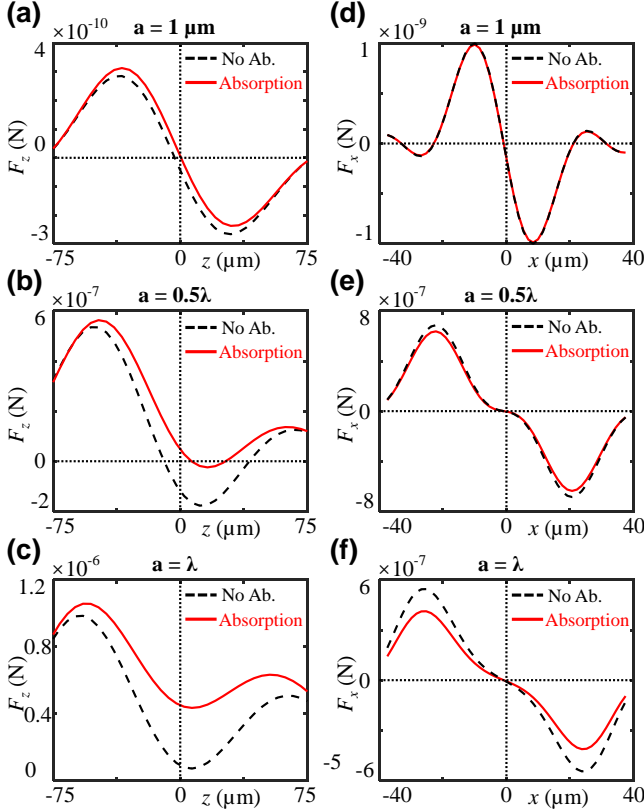 (a)
a = 1 µm
×10⁻¹⁰
4
0
-3
F_z (N)
No Ab.
Absorption
-75
0
75
z (µm)
(d)
a = 1 µm
1
×10⁻⁹
0
-1
F_x (N)
No Ab.
Absorption
-40
0
40
x (µm)
(b)
a = 0.5λ
×10⁻⁷
6
0
-2
F_z (N)
No Ab.
Absorption
-75
0
75
z (µm)
(e)
a = 0.5λ
8
×10⁻⁷
0
-8
F_x (N)
No Ab.
Absorption
-40
0
40
x (µm)
(c)
a = λ
×10⁻⁶
1.2
0.6
0.4
0
F_z (N)
No Ab.
Absorption
-75
0
75
z (µm)
(f)
a = λ
6
×10⁻⁷
0
-5
-6
F_x (N)
No Ab.
Absorption
-40
0
40
x (µm)